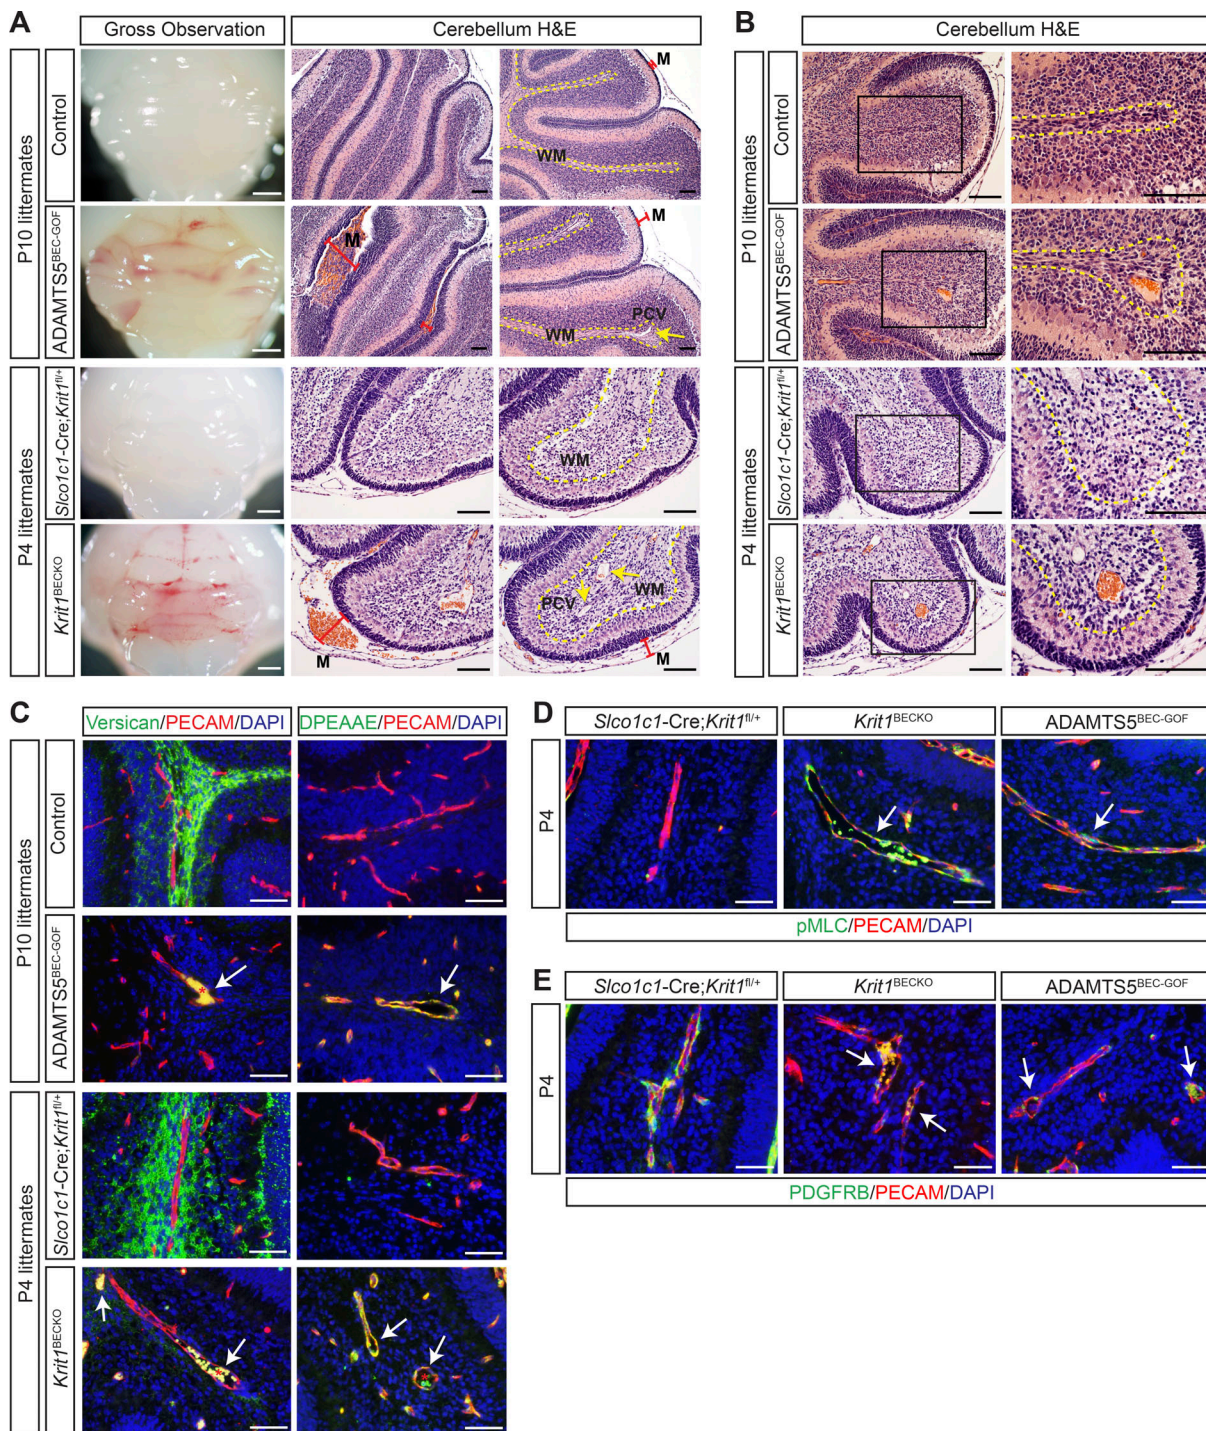 A
Gross Observation
Cerebellum H&E
P10 littermates
Control
M
WM
ADAMTS5BEC-GOF
M
M
PCV
WM
P4 littermates
Slco1c1-Cre;Krit1fl/+
WM
Krit1BECKO
M
PCV
WM
M
B
Cerebellum H&E
P10 littermates
Control
ADAMTS5BEC-GOF
P4 littermates
Slco1c1-Cre;Krit1fl/+
Krit1BECKO
C
Versican/PECAM/DAPI
DPEAAE/PECAM/DAPI
P10 littermates
Control
ADAMTS5BEC-GOF
*
P4 littermates
Slco1c1-Cre;Krit1fl/+
Krit1BECKO
*
*
D
Slco1c1-Cre;Krit1fl/+
Krit1BECKO
ADAMTS5BEC-GOF
P4
pMLC/PECAM/DAPI
E
Slco1c1-Cre;Krit1fl/+
Krit1BECKO
ADAMTS5BEC-GOF
P4
PDGFRB/PECAM/DAPI